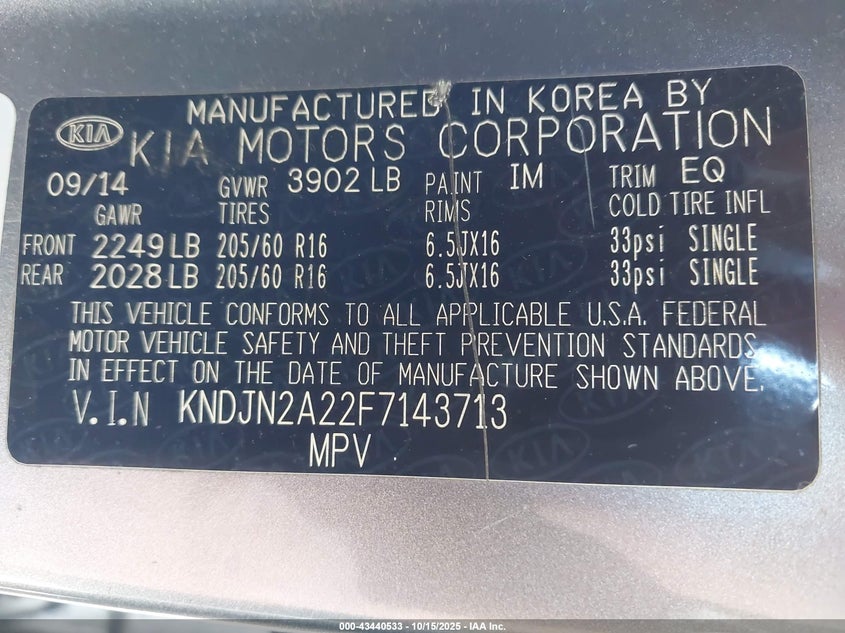 MANUFACTURED IN KOREA BY
KIA KIA MOTORS CORPORATION
09/14 GVWR 3902 LB PAINT IM TRIM EQ
GAWR TIRES RIMS COLD TIRE INFL
FRONT 2249 LB 205/60 R16 6.5JX16 33psi SINGLE
REAR 2028 LB 205/60 R16 6.5JX16 33psi SINGLE
THIS VEHICLE CONFORMS TO ALL APPLICABLE U.S.A. FEDERAL
MOTOR VEHICLE SAFETY AND THEFT PREVENTION STANDARDS
IN EFFECT ON THE DATE OF MANUFACTURE SHOWN ABOVE.
V.I.N KNDJN2A22F7143713
MPV
000-43440533 - 10/15/2025 - IAA Inc.